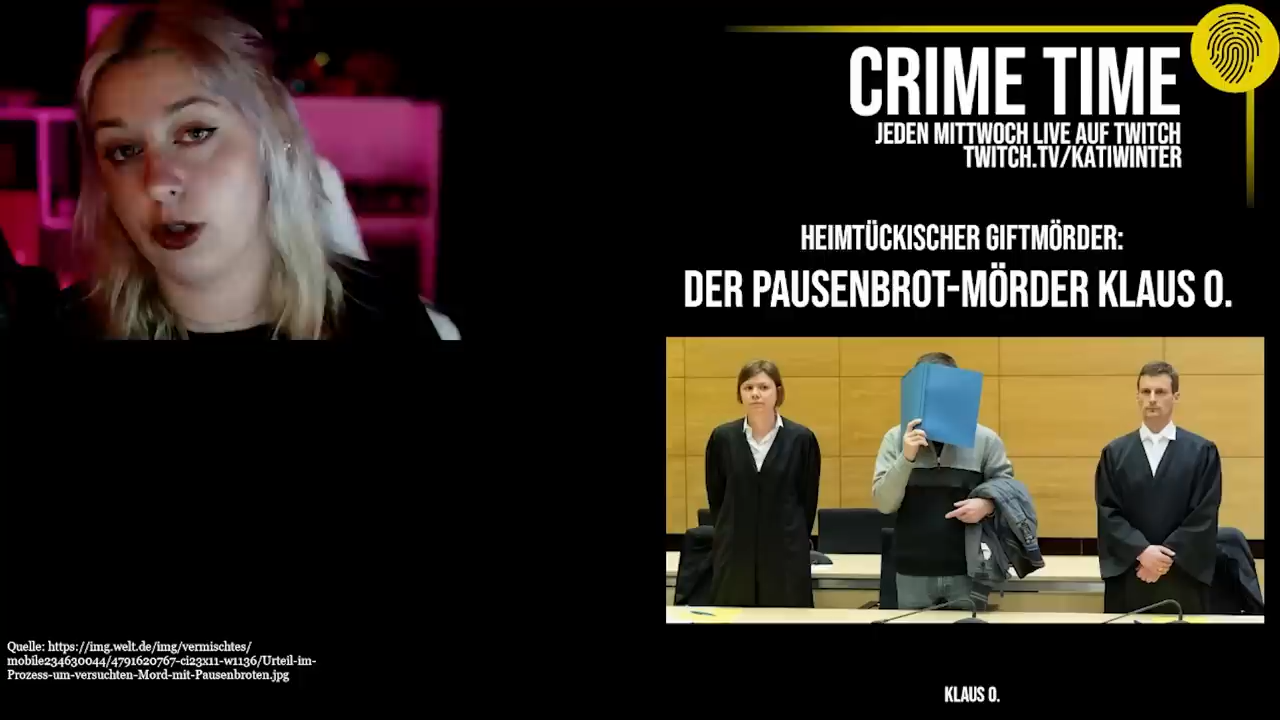 CRIME TIME
JEDEN MITTWOCH LIVE AUF TWITCH
TWITCH.TV/KATIWINTER
HEIMTÜCKISCHER GIFTMÖRDER:
DER PAUSENBROT-MÖRDER KLAUS O.
Quelle: https://img.welt.de/img/vermischtes/
mobile234630044/4791620767-ci23x11-w1136/Urteil-im-
Prozess-um-versuchten-Mord-mit-Pausenbroten.jpg
KLAUS O.